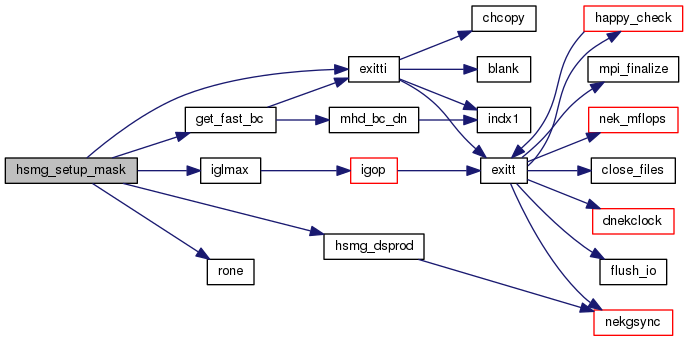 hsmg_setup_mask
exitti
get_fast_bc
mhd_bc_dn
iglmax
igop
hsmg_dsprod
rone
chcopy
blank
indx1
exitt
happy_check
mpi_finalize
nek_mflops
close_files
dnekclock
flush_io
nekgsync